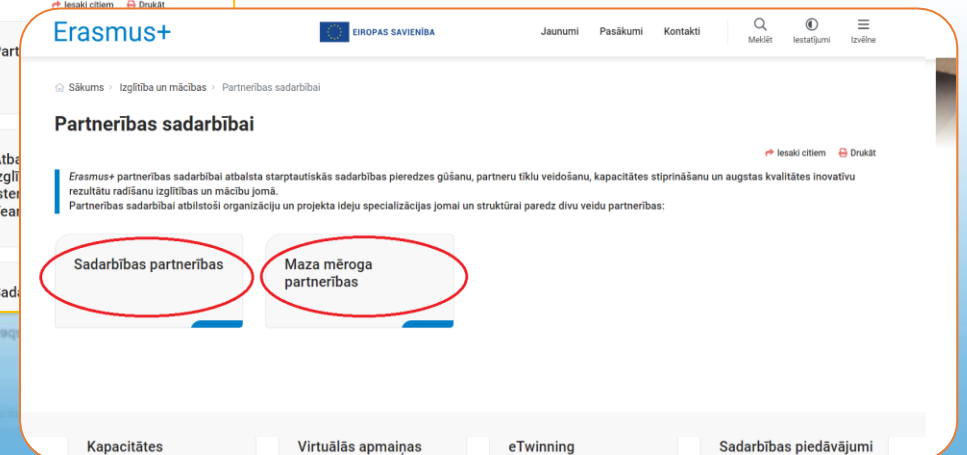 Iesaki citiem Drukāt
Erasmus+
EIROPAS SAVIENĪBA
Jaunumi Pasākumi Kontakti
Meklēt Iestatījumi Izvēlne
Sākums > Izglītība un mācības > Partnerības sadarbībai
Partnerības sadarbībai
Iesaki citiem Drukāt
Erasmus+ partnerības sadarbībai atbalsta starptautiskās sadarbības pieredzes gūšanu, partneru tīklu veidošanu, kapacitātes stiprināšanu un augstas kvalitātes inovatīvu
rezultātu radīšanu izglītības un mācību jomā.
Partnerības sadarbībai atbilstoši organizāciju un projekta ideju specializācijas jomai un struktūrai paredz divu veidu partnerības:
Sadarbības partnerības
Maza mēroga
partnerības
Kapacitātes
Virtuālās apmaiņas
eTwinning
Sadarbības piedāvājumi